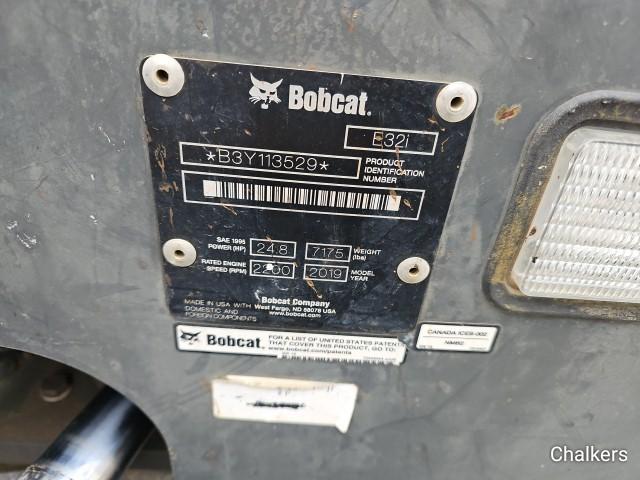 Bobcat.
E32i
*B3Y113529*
PRODUCT
IDENTIFICATION
NUMBER
SAE 1995
POWER (HP)
24.8
7175
WEIGHT
(lbs)
RATED ENGINE
SPEED (RPM)
2200
2019
MODEL
YEAR
MADE IN USA WITH
DOMESTIC AND
FOREIGN COMPONENTS
Bobcat Company
West Fargo, ND 58078 USA
www.bobcat.com
Bobcat.
FOR A LIST OF UNITED STATES PATENTS
THAT COVER THIS PRODUCT, GO TO:
www.bobcat.com/patents
CANADA ICES-002
NMB2
Chalkers